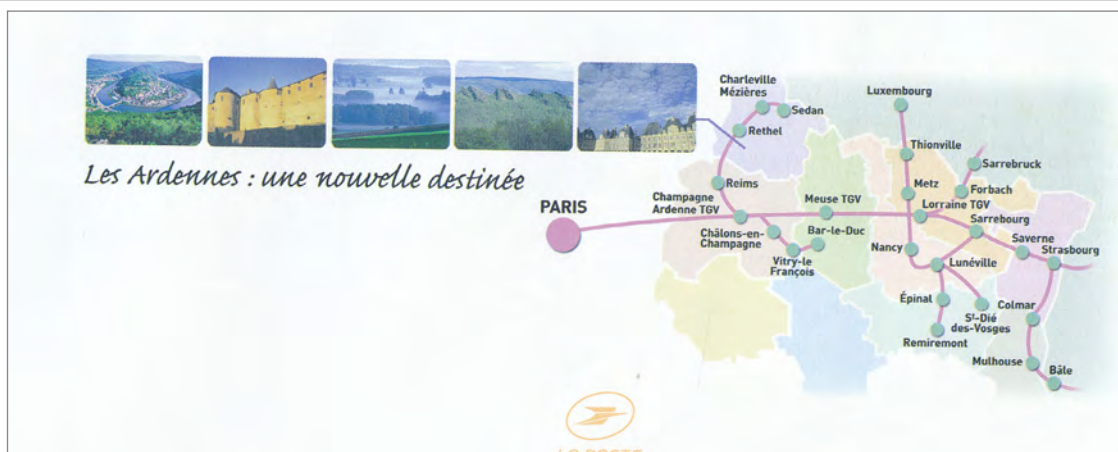 Les Ardennes : une nouvelle destinée
PARIS
Charleville
Mézières
Sedan
Rethel
Reims
Champagne
Ardenne TGV
Châlons-en-
Champagne
Vitry-le
François
Bar-le-Duc
Meuse TGV
Luxembourg
Thionville
Metz
Lorraine TGV
Sarrebruck
Forbach
Sarrebourg
Saverne
Strasbourg
Nancy
Lunéville
Épinal
Remiremont
St-Dié
des-Vosges
Colmar
Mulhouse
Bâle
LA POSTE